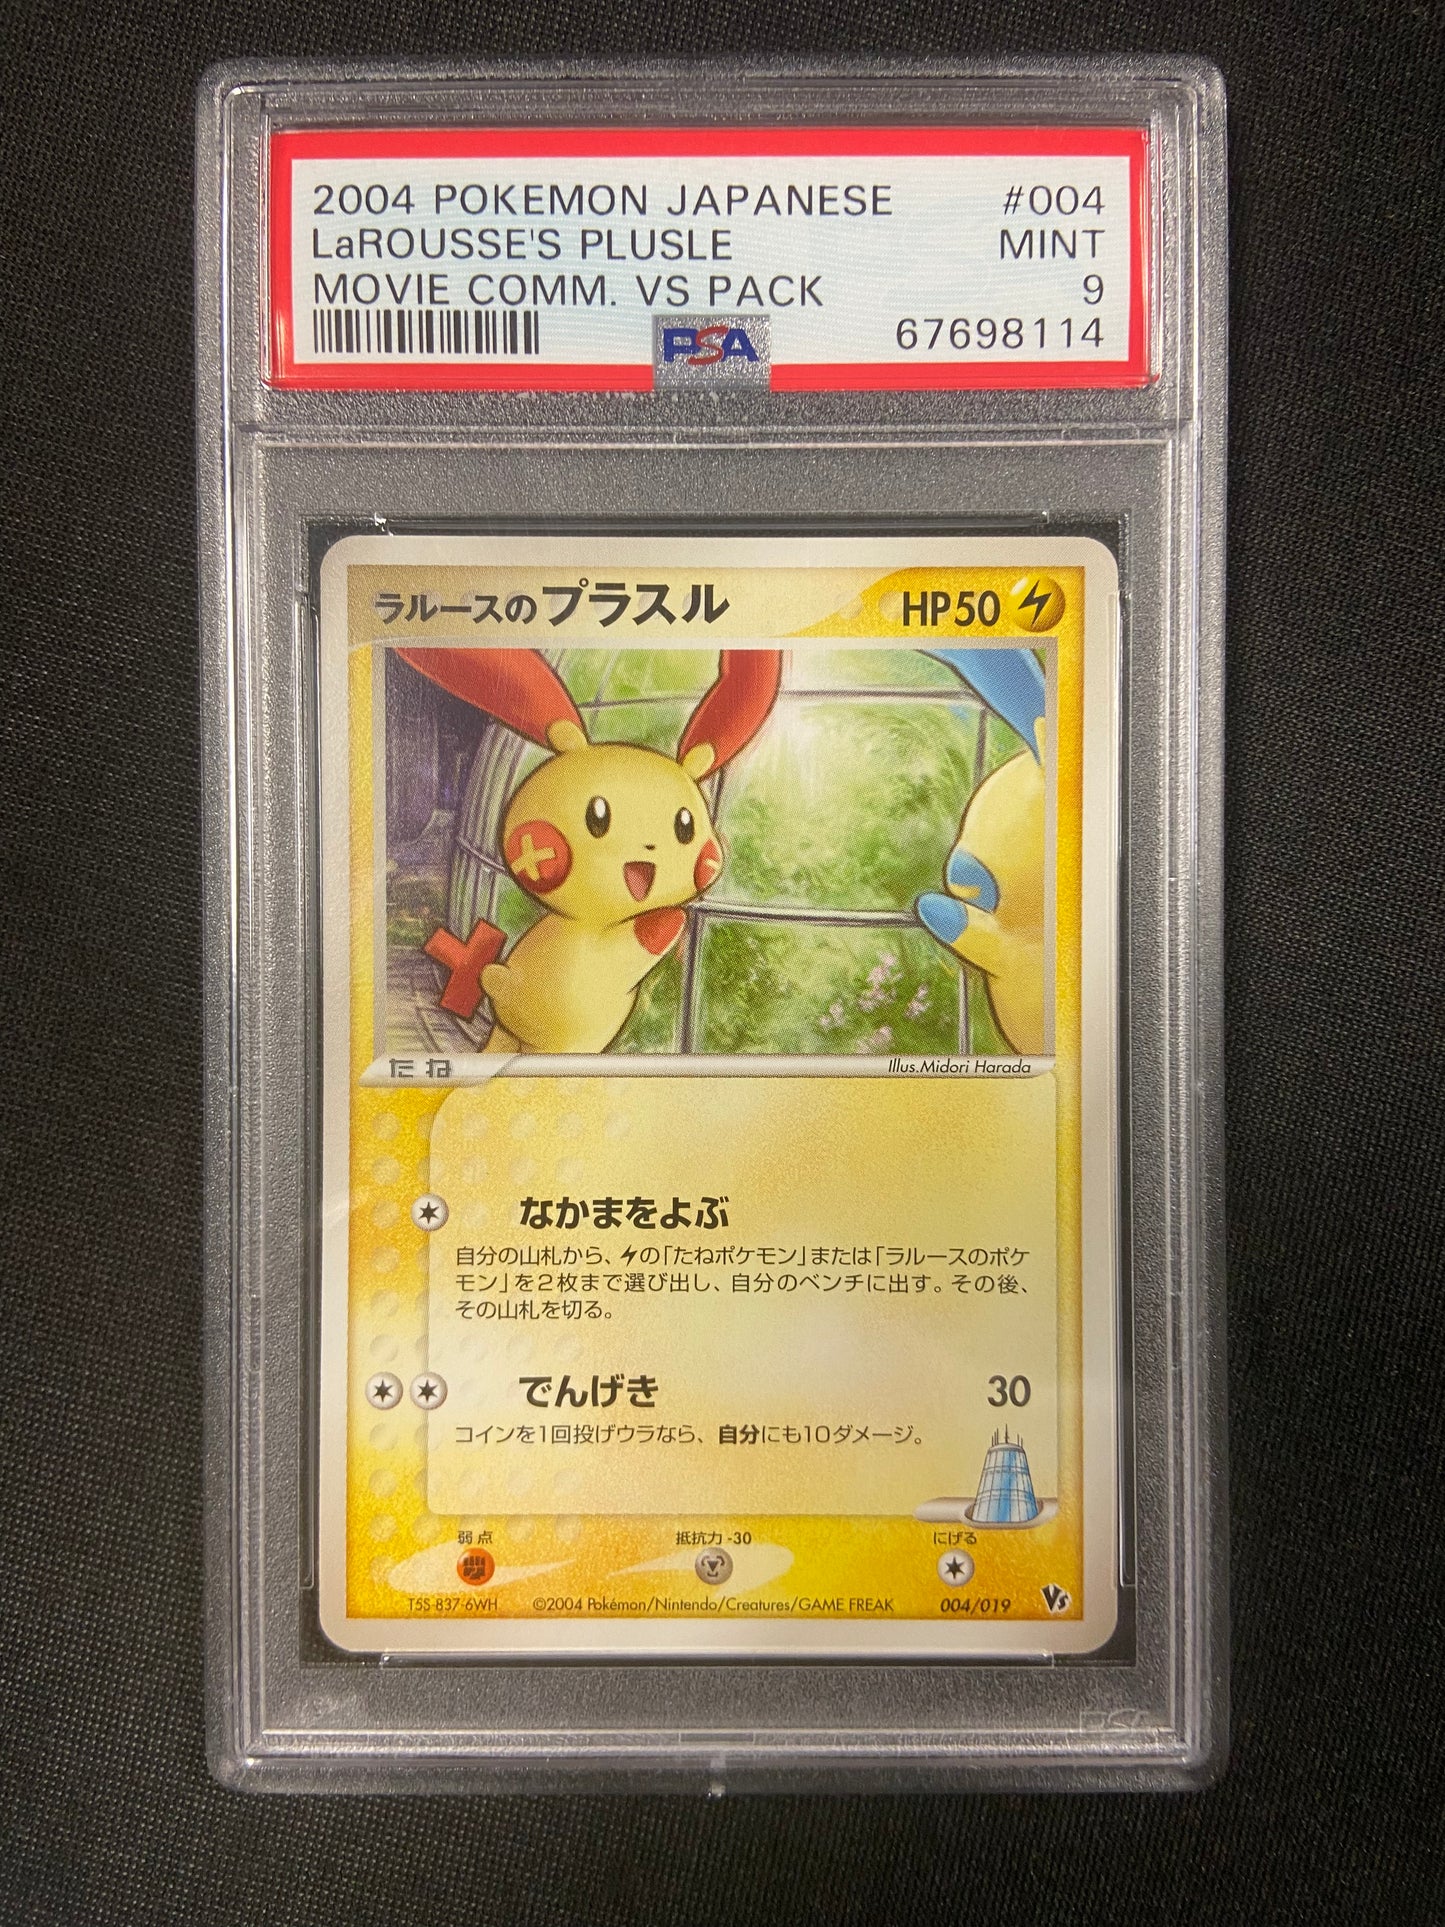 2004 POKEMON JAPANESE #004
LaROUSSE'S PLUSLE MINT
MOVIE COMM. VS PACK 9
PSA 67698114
ラルースのプラスル HP50
たね Illus.Midori Harada
なかまをよぶ
自分の山札から、の「たねポケモン」または「ラルースのポケ
モン」を2枚まで選び出し、自分のベンチに出す。その後、
その山札を切る。
でんげき 30
コインを1回投げウラなら、自分にも10ダメージ。
弱点 抵抗力 -30 にげる
T5S-837-6WH ©2004 Pokémon/Nintendo/Creatures/GAME FREAK 004/019 VS
PSA